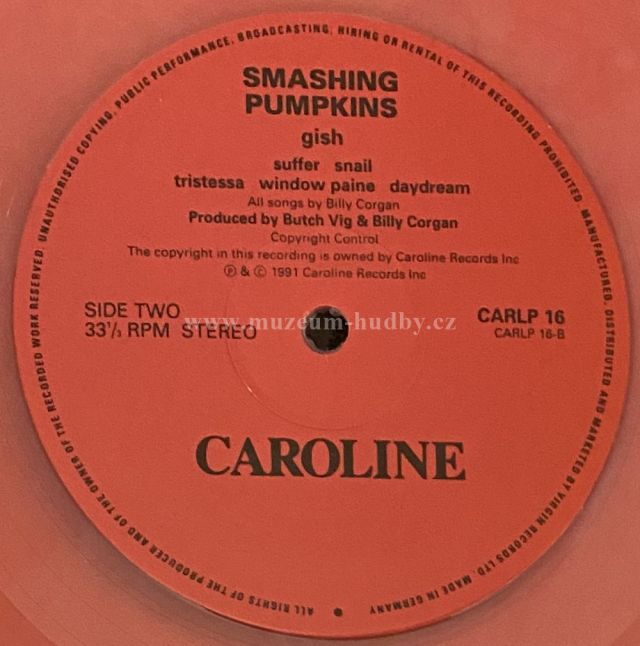 ALL RIGHTS OF THE PRODUCER AND OF THE OWNER OF THE RECORDED WORK RESERVED. UNAUTHORISED COPYING, PUBLIC PERFORMANCE, BROADCASTING, HIRING OR RENTAL OF THIS RECORDING PROHIBITED. MANUFACTURED, DISTRIBUTED AND MARKETED BY VIRGIN RECORDS LTD. MADE IN GERMANY
SMASHING
PUMPKINS
gish
suffer snail
tristessa window paine daydream
All songs by Billy Corgan
Produced by Butch Vig & Billy Corgan
Copyright Control
The copyright in this recording is owned by Caroline Records Inc
℗ & © 1991 Caroline Records Inc
SIDE TWO CARLP 16
www.muzeum-hudby.cz
33⅓ RPM STEREO CARLP 16-B
CAROLINE